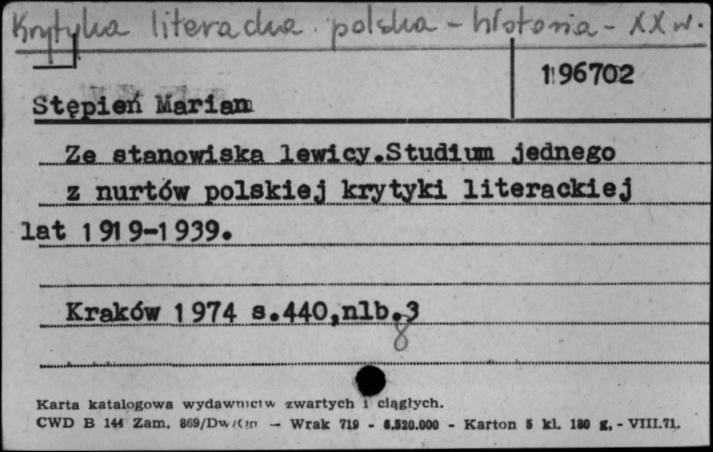 Krytyka literacka polska - historia - XX w.
196702
Stępień Marian
Ze stanowiska lewicy.Studium jednego
z nurtów polskiej krytyki literackiej
lat 1919-1939.
Kraków 1974 s.440,nlb.3
8
Karta katalogowa wydawnictw zwartych i ciągłych.
CWD B 144 Zam. 869/Dw - Wrak 719 - 6.520.000 - Karton 5 kl. 180 g. - VIII.71.